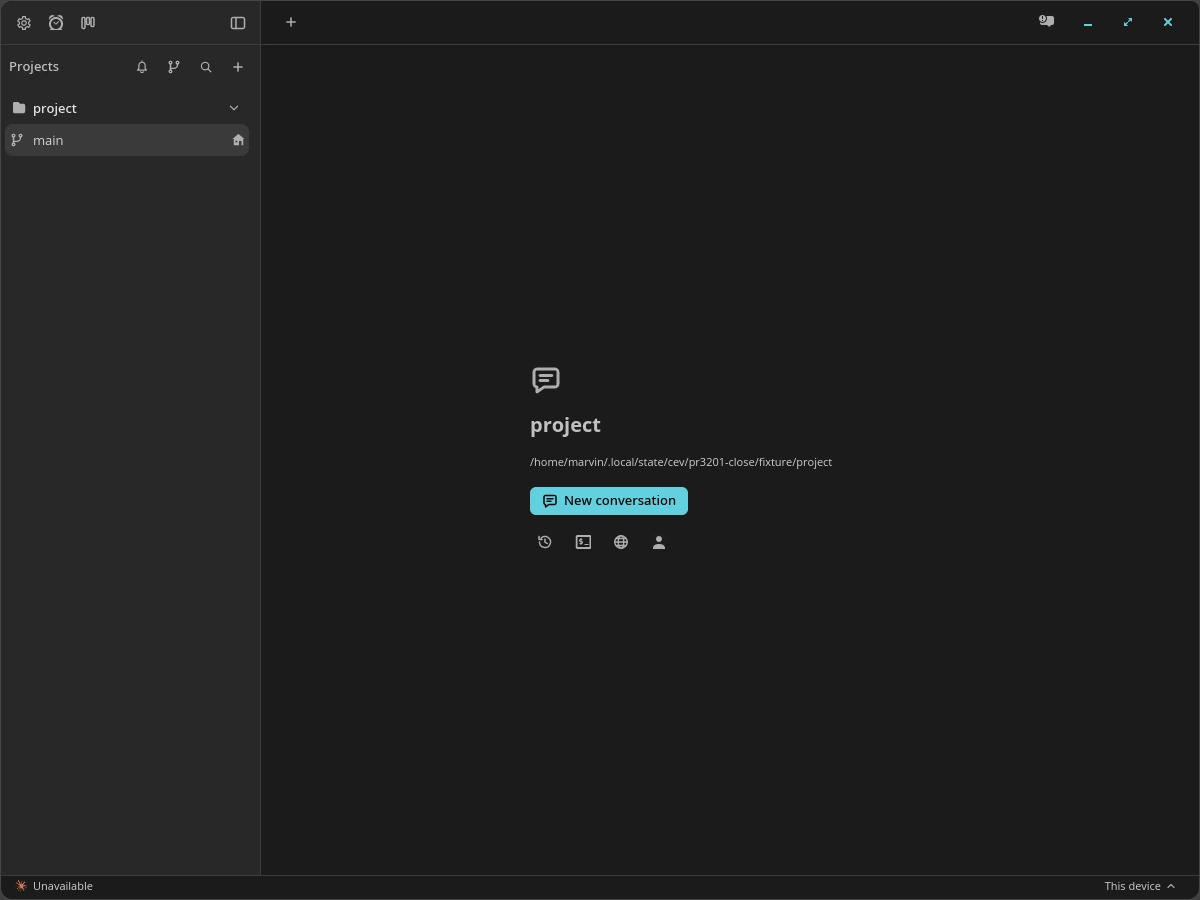 Projects
project
main
project
/home/marvin/.local/state/cev/pr3201-close/fixture/project
New conversation
Unavailable
This device